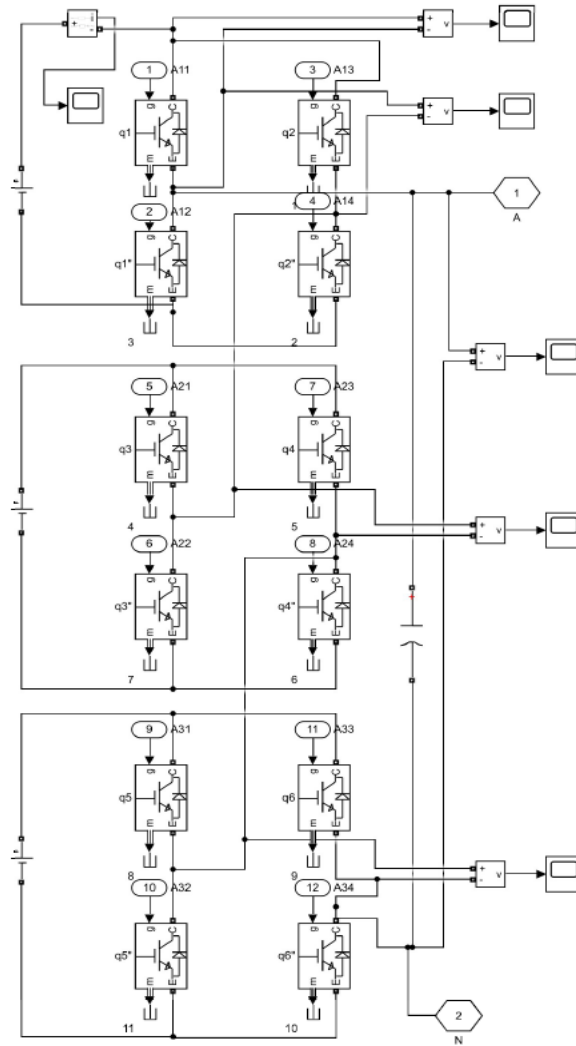 + -
+ v
-
1 A11
3 A13
+ v
-
g C
q1
m E
g C
q2
m E
1 A
2 A12
4 A14
1
g C
q1"
m E
g C
q2"
m E
3
2
+ v
-
5 A21
7 A23
g C
q3
m E
g C
q4
m E
4
5
+ v
-
6 A22
8 A24
g C
q3"
m E
g C
q4"
m E
+
7
6
9 A31
11 A33
g C
q5
m E
g C
q6
m E
8
9
+ v
-
10 A32
12 A34
g C
q5"
m E
g C
q6"
m E
11
10
2
N